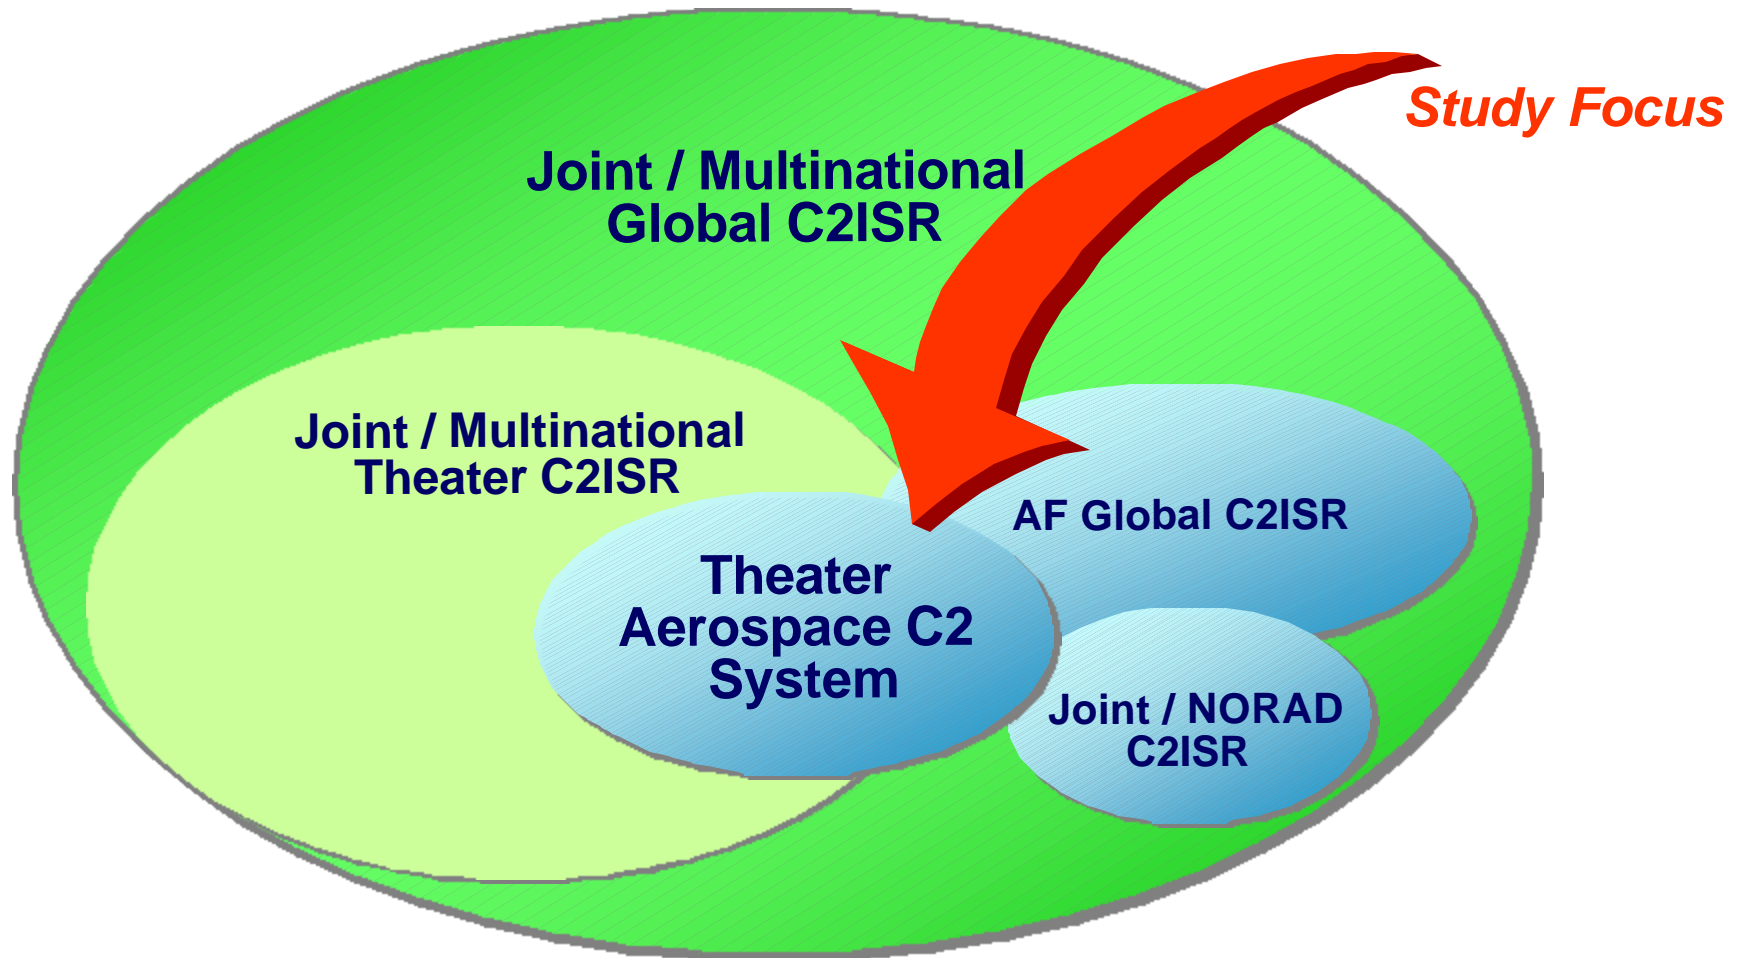 Study Focus
Joint / Multinational
Global C2ISR
Joint / Multinational
Theater C2ISR
AF Global C2ISR
Theater
Aerospace C2
System
Joint / NORAD
C2ISR